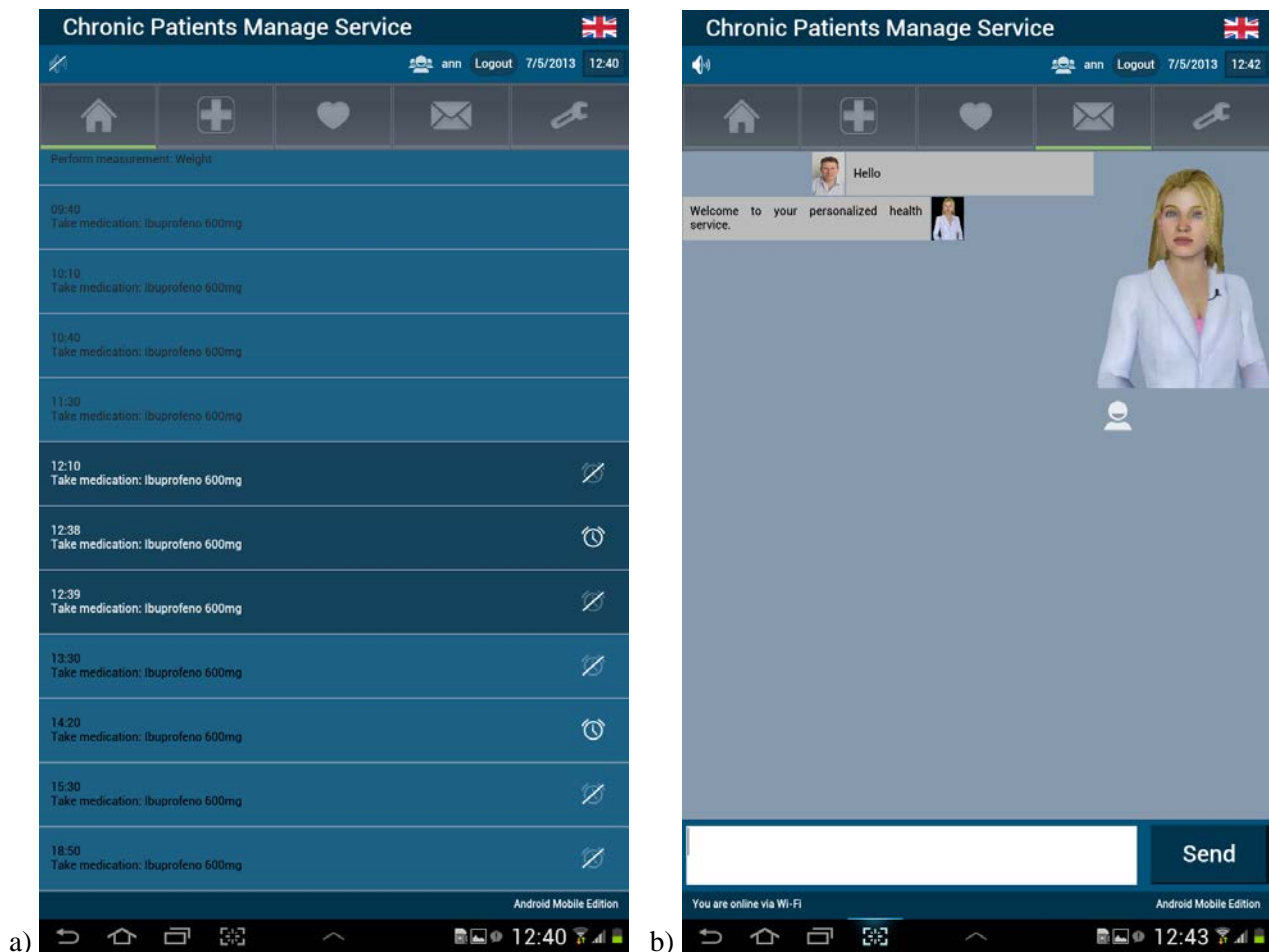 Chronic Patients Manage Service
ann Logout 7/5/2013 12:40
Perform measurement: Weight
09:40
Take medication: Ibuprofeno 600mg
10:10
Take medication: Ibuprofeno 600mg
10:40
Take medication: Ibuprofeno 600mg
11:30
Take medication: Ibuprofeno 600mg
12:10
Take medication: Ibuprofeno 600mg
12:38
Take medication: Ibuprofeno 600mg
12:39
Take medication: Ibuprofeno 600mg
13:30
Take medication: Ibuprofeno 600mg
14:20
Take medication: Ibuprofeno 600mg
15:30
Take medication: Ibuprofeno 600mg
18:50
Take medication: Ibuprofeno 600mg
Android Mobile Edition
12:40
a)
Chronic Patients Manage Service
ann Logout 7/5/2013 12:42
Hello
Welcome to your personalized health
service.
Send
You are online via Wi-Fi
Android Mobile Edition
12:43
b)